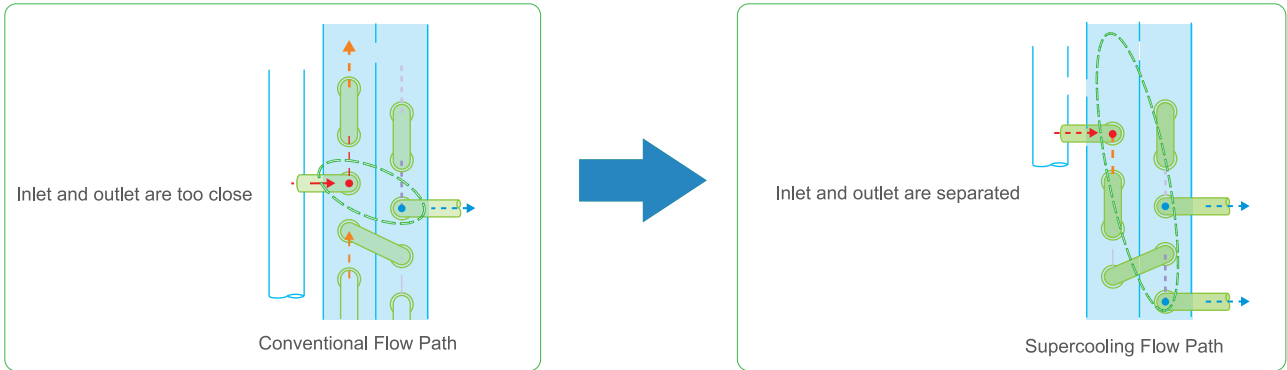 Inlet and outlet are too close
Conventional Flow Path
Inlet and outlet are separated
Supercooling Flow Path